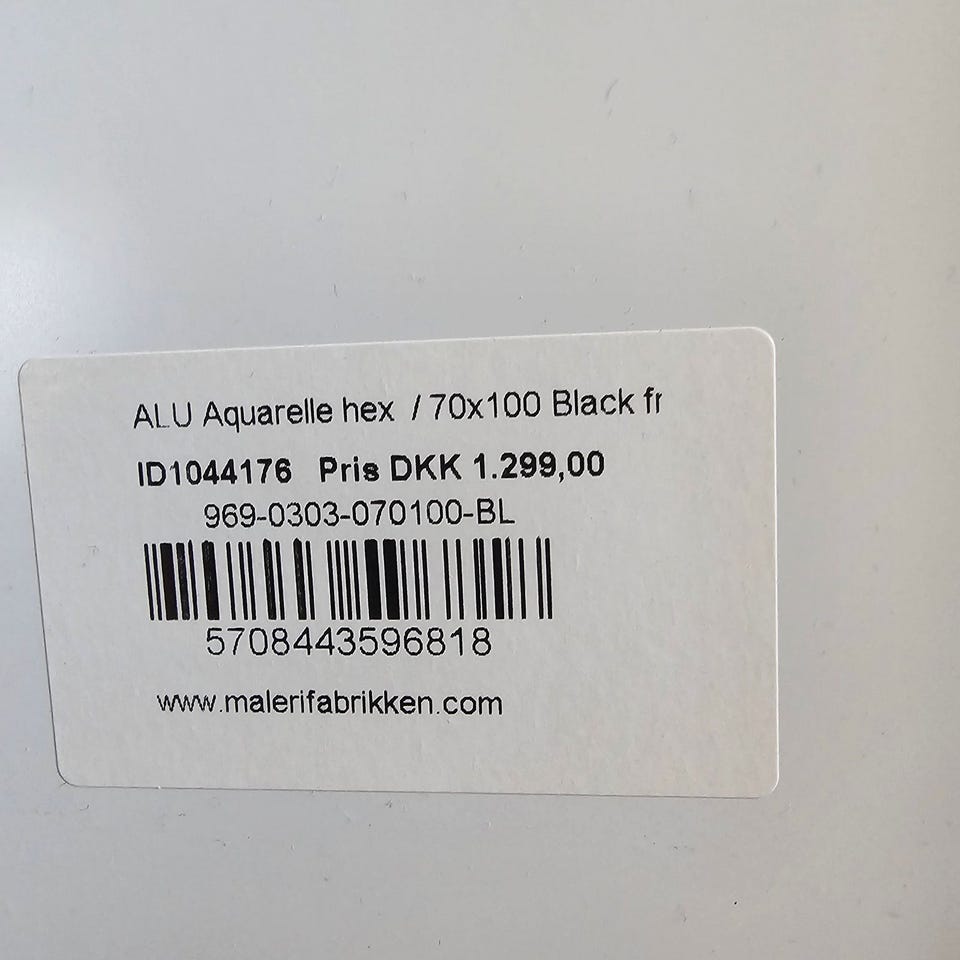 ALU Aquarelle hex / 70x100 Black fr
ID1044176 Pris DKK 1.299,00
969-0303-070100-BL
5708443596818
www.malerifabrikken.com